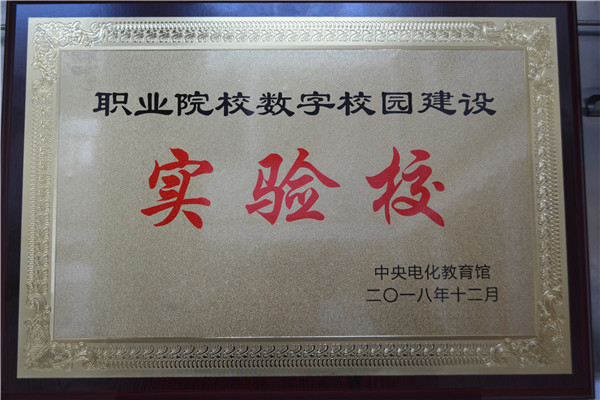 职业院校数字校园建设
实验校
中央电化教育馆
二〇一八年十二月